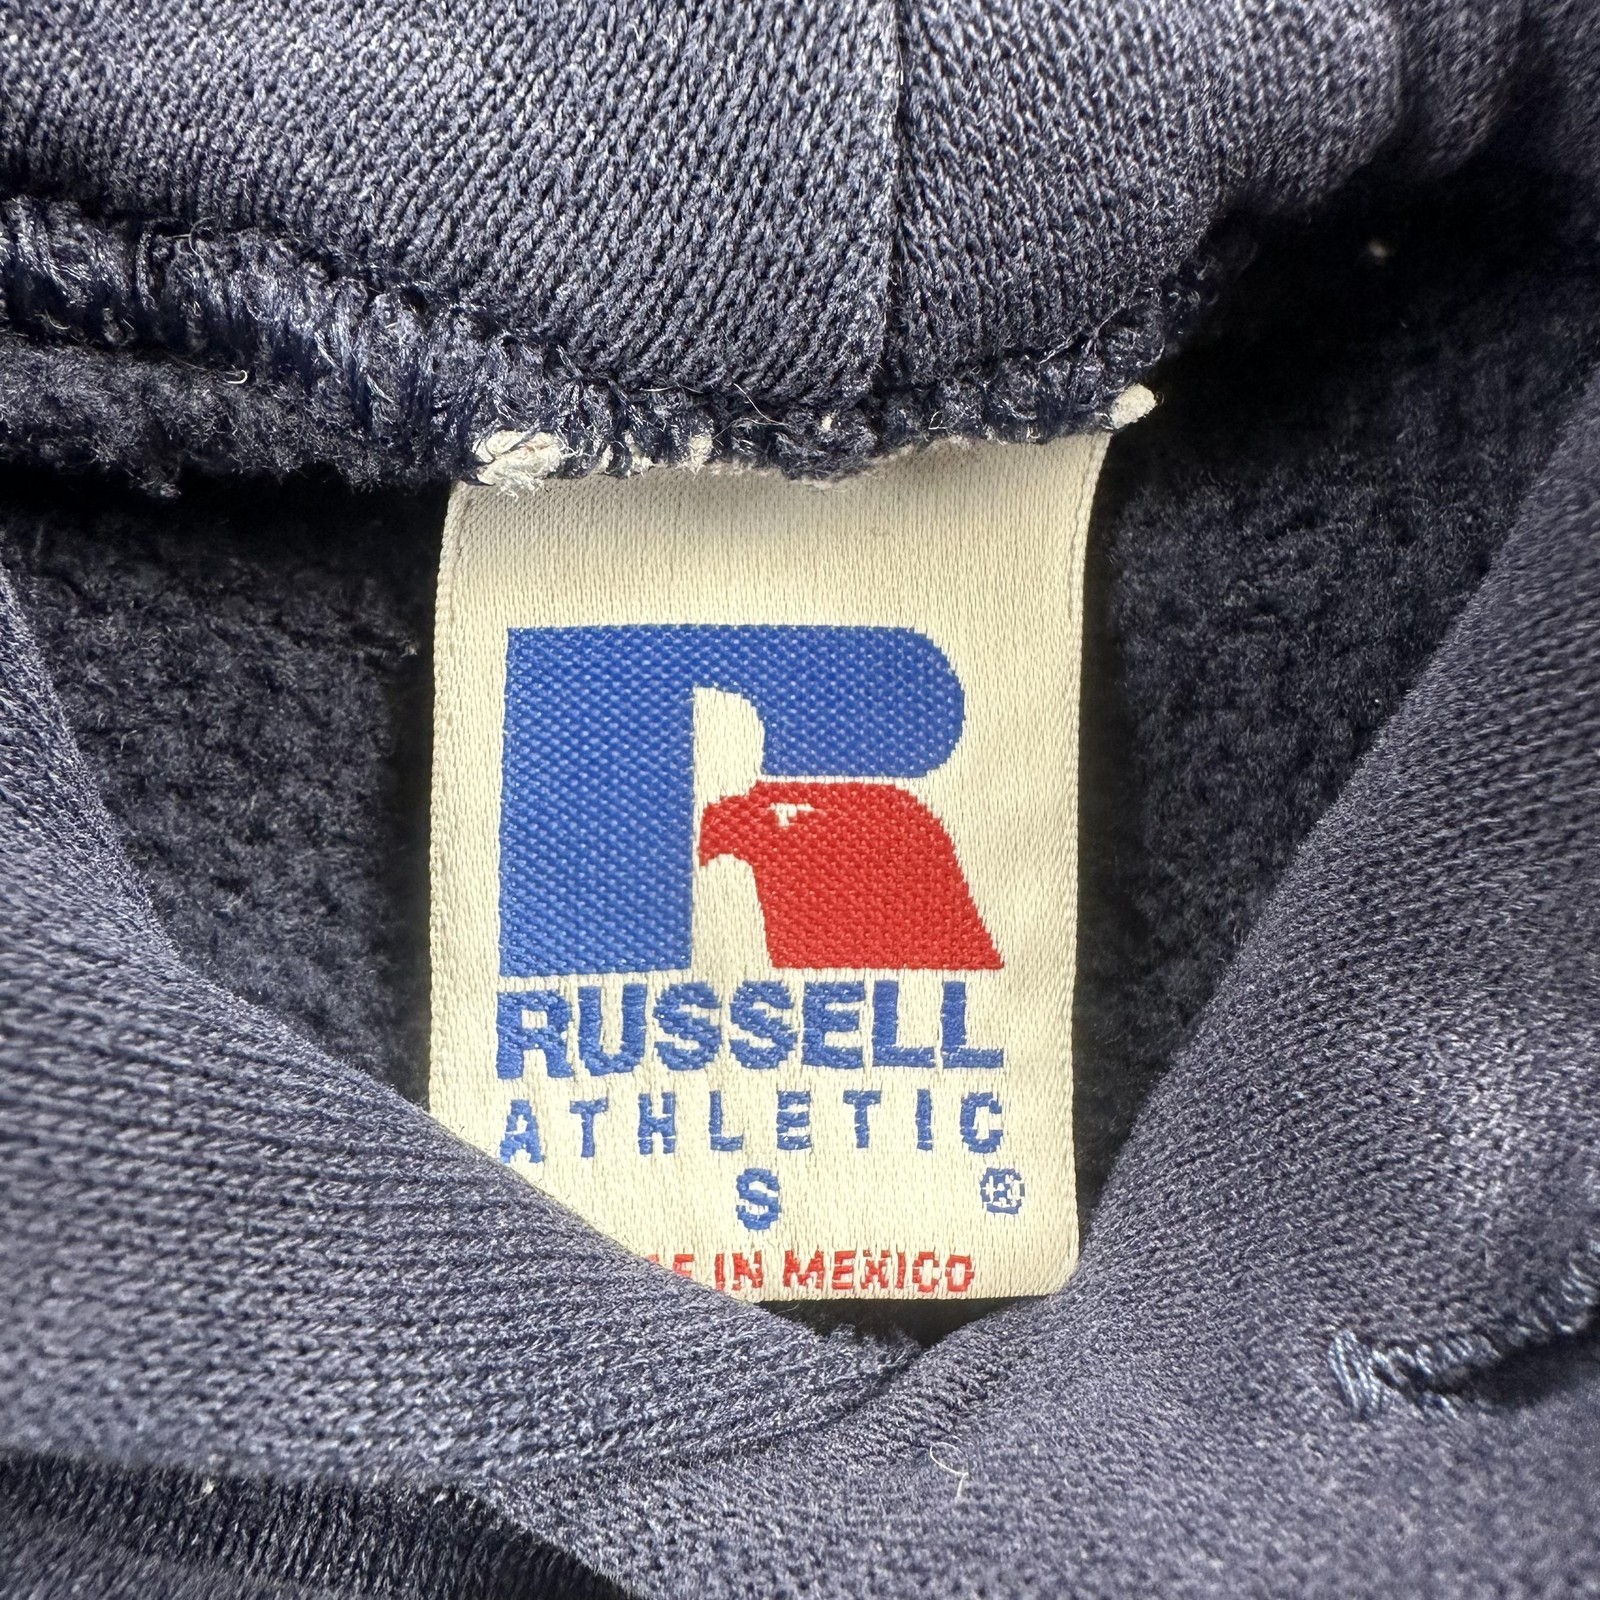 RUSSELL
ATHLETIC
S ®
E IN MEXICO